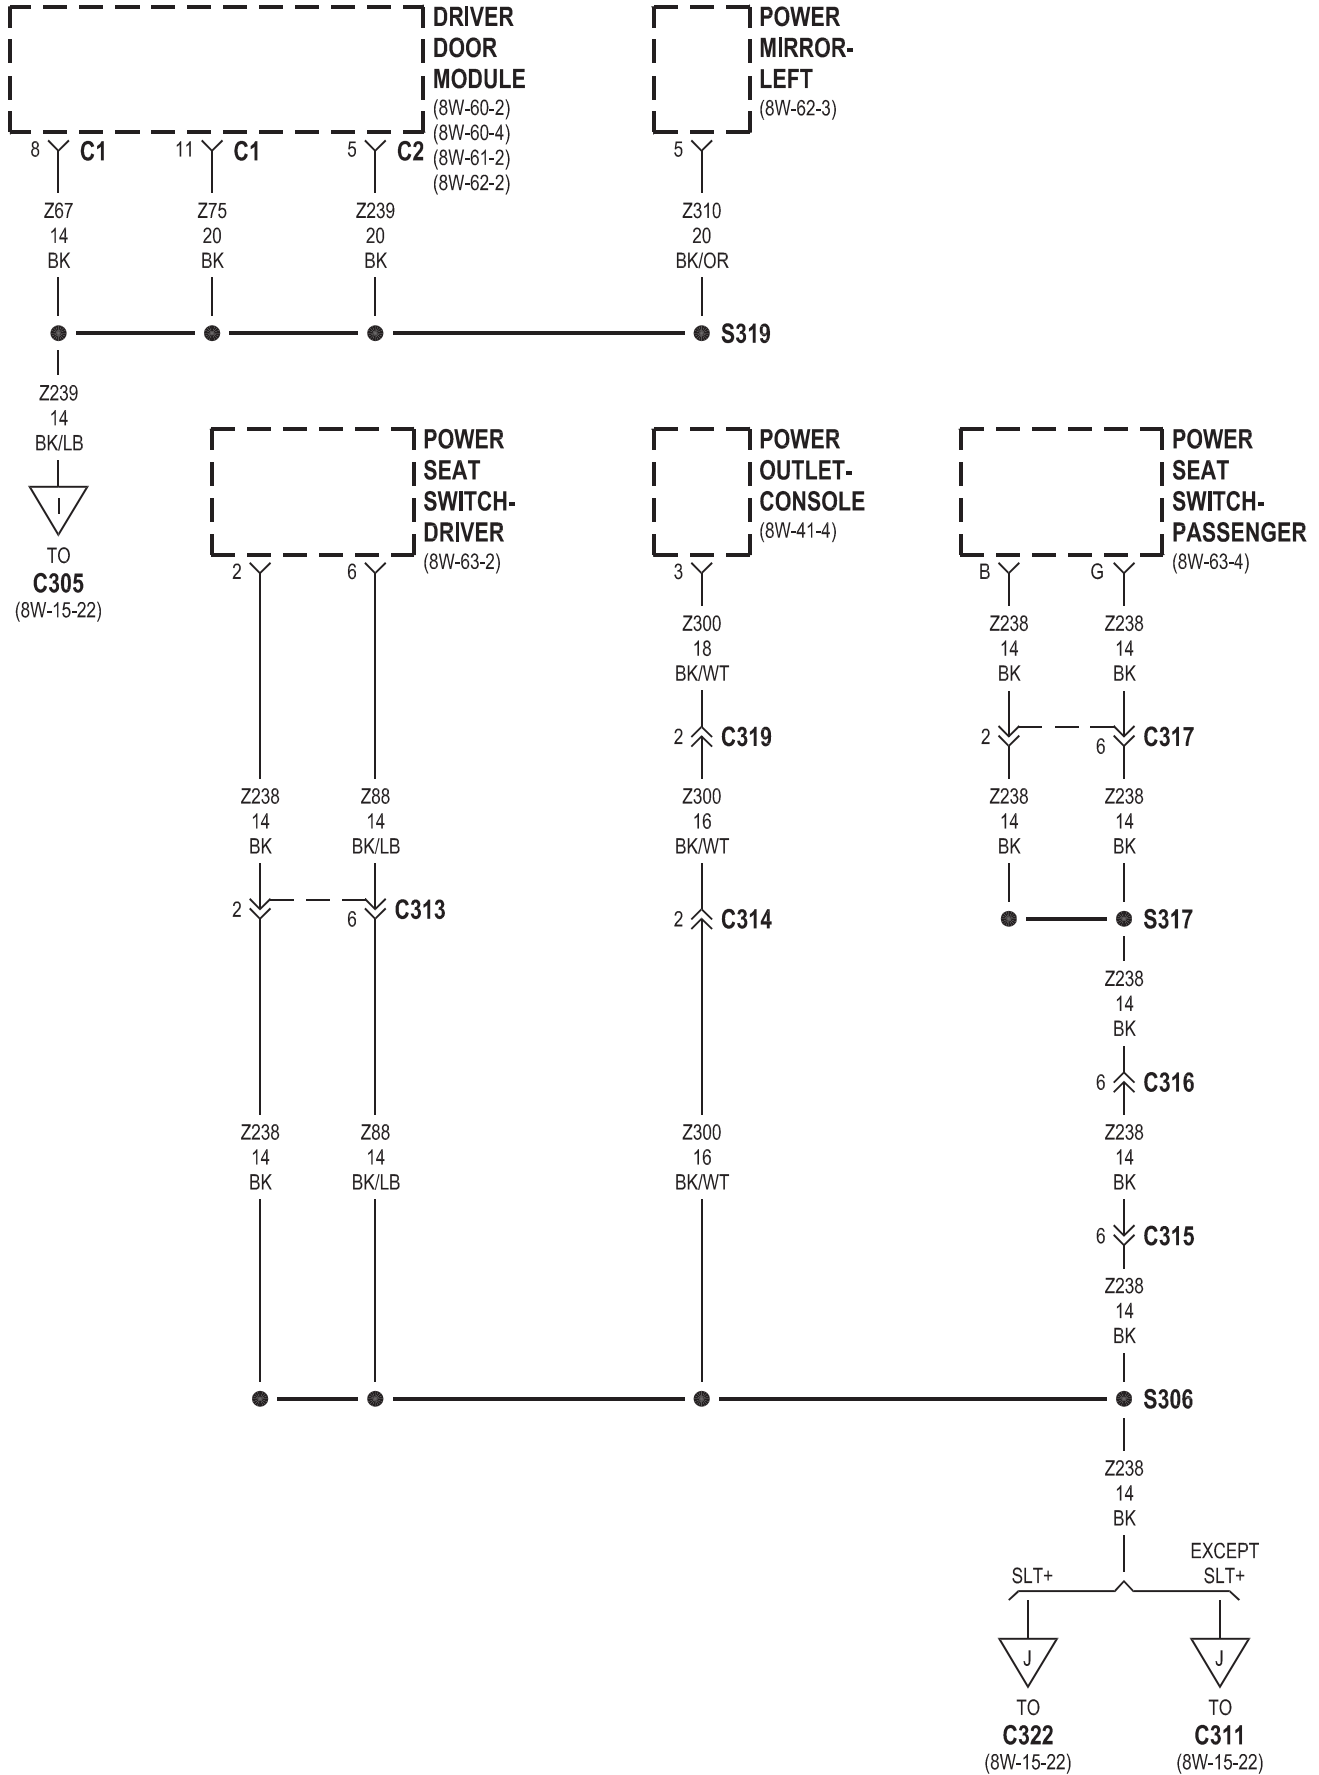 DRIVER
DOOR
MODULE
(8W-60-2)
(8W-60-4)
(8W-61-2)
(8W-62-2)
POWER
MIRROR-
LEFT
(8W-62-3)
8 C1 11 C1 5 C2 5
Z67 Z75 Z239 Z310
14 20 20 20
BK BK BK BK/OR
S319
Z239
14
BK/LB
I
TO
C305
(8W-15-22)
POWER
SEAT
SWITCH-
DRIVER
(8W-63-2)
POWER
OUTLET-
CONSOLE
(8W-41-4)
POWER
SEAT
SWITCH-
PASSENGER
(8W-63-4)
2 6 3 B G
Z300 Z238 Z238
18 14 14
BK/WT BK BK
2 C319 2 6 C317
Z238 Z88 Z300 Z238 Z238
14 14 16 14 14
BK BK/LB BK/WT BK BK
2 6 C313 2 C314 S317
Z238
14
BK
6 C316
Z238 Z88 Z300 Z238
14 14 16 14
BK BK/LB BK/WT BK
6 C315
Z238
14
BK
S306
Z238
14
BK
EXCEPT
SLT+ SLT+
J J
TO TO
C322 C311
(8W-15-22) (8W-15-22)